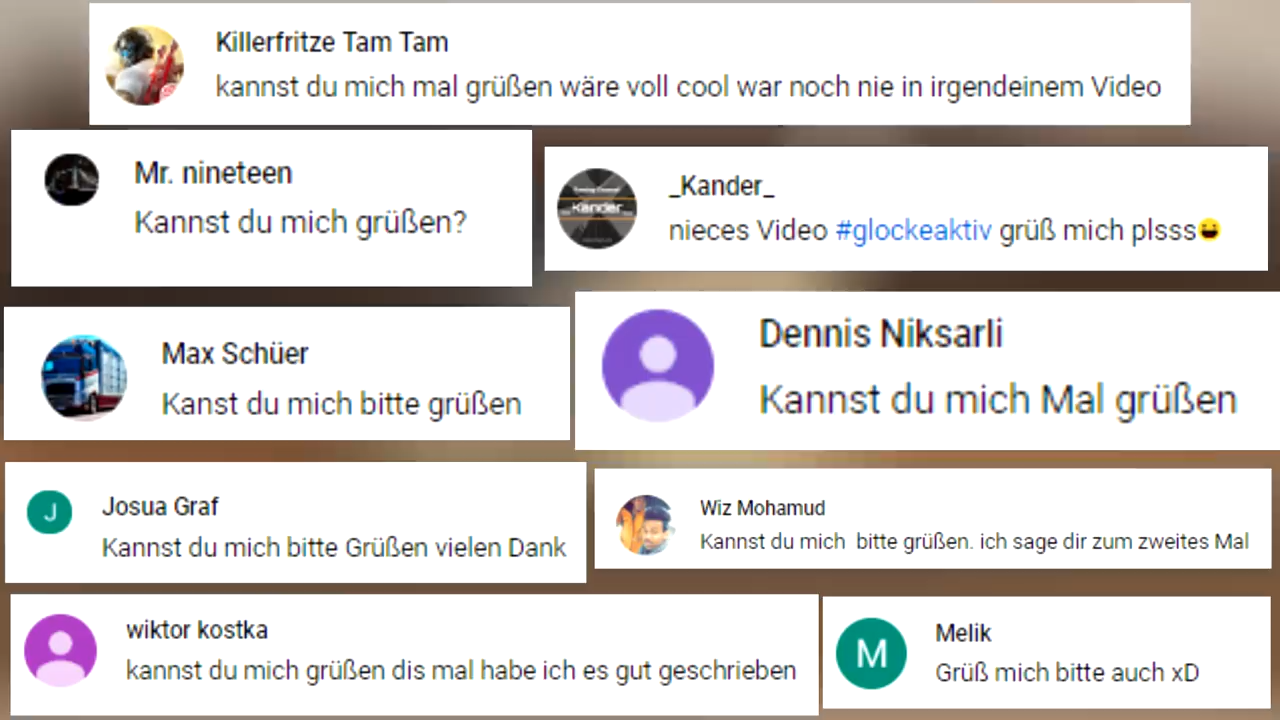 Killerfritze Tam Tam
kannst du mich mal grüßen wäre voll cool war noch nie in irgendeinem Video
Mr. nineteen
Kannst du mich grüßen?
Kander
_Kander_
nieces Video #glockeaktiv grüß mich plsss😀
Max Schüer
Kanst du mich bitte grüßen
Dennis Niksarli
Kannst du mich Mal grüßen
J
Josua Graf
Kannst du mich bitte Grüßen vielen Dank
Wiz Mohamud
Kannst du mich  bitte grüßen. ich sage dir zum zweites Mal
wiktor kostka
kannst du mich grüßen dis mal habe ich es gut geschrieben
M
Melik
Grüß mich bitte auch xD